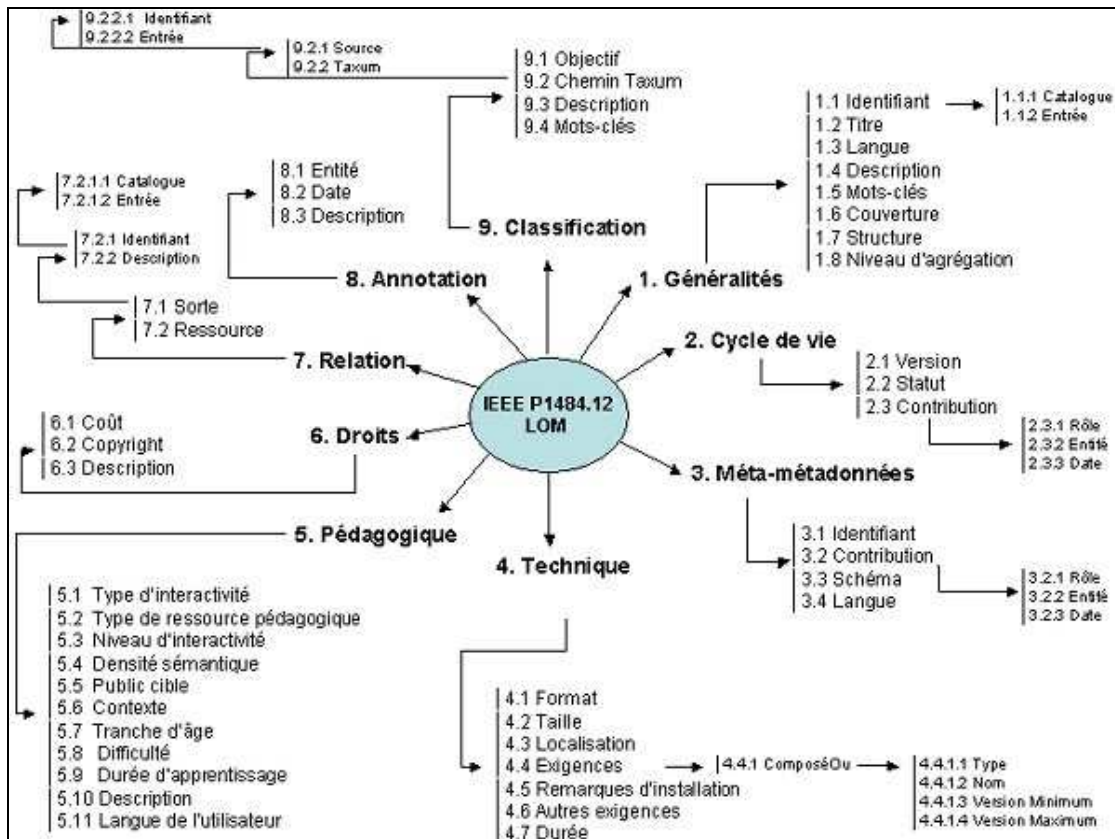 IEEE P1484.12
LOM
1. Généralités
1.1 Identifiant
1.2 Titre
1.3 Langue
1.4 Description
1.5 Mots-clés
1.6 Couverture
1.7 Structure
1.8 Niveau d'agrégation
1.1.1 Catalogue
1.1.2 Entrée
2. Cycle de vie
2.1 Version
2.2 Statut
2.3 Contribution
2.3.1 Rôle
2.3.2 Entité
2.3.3 Date
3. Méta-métadonnées
3.1 Identifiant
3.2 Contribution
3.3 Schéma
3.4 Langue
3.2.1 Rôle
3.2.2 Entité
3.2.3 Date
4. Technique
4.1 Format
4.2 Taille
4.3 Localisation
4.4 Exigences
4.5 Remarques d'installation
4.6 Autres exigences
4.7 Durée
4.4.1 ComposéOu
4.4.1.1 Type
4.4.1.2 Nom
4.4.1.3 Version Minimum
4.4.1.4 Version Maximum
5. Pédagogique
5.1 Type d'interactivité
5.2 Type de ressource pédagogique
5.3 Niveau d'interactivité
5.4 Densité sémantique
5.5 Public cible
5.6 Contexte
5.7 Tranche d'âge
5.8 Difficulté
5.9 Durée d'apprentissage
5.10 Description
5.11 Langue de l'utilisateur
6. Droits
6.1 Coût
6.2 Copyright
6.3 Description
7. Relation
7.1 Sorte
7.2 Ressource
7.2.1 Identifiant
7.2.2 Description
7.2.1.1 Catalogue
7.2.1.2 Entrée
8. Annotation
8.1 Entité
8.2 Date
8.3 Description
9. Classification
9.1 Objectif
9.2 Chemin Taxum
9.3 Description
9.4 Mots-clés
9.2.1 Source
9.2.2 Taxum
9.2.2.1 Identifiant
9.2.2.2 Entrée